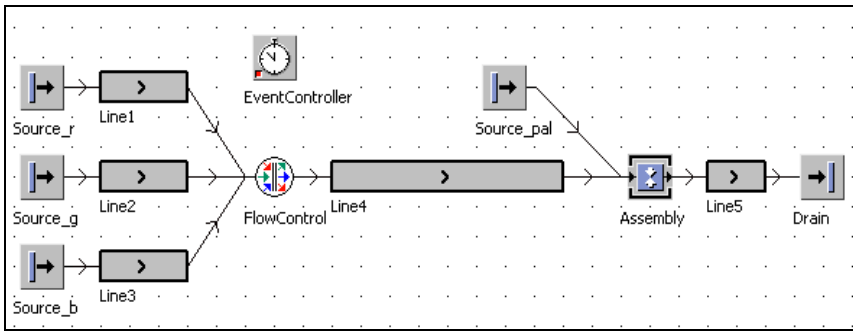 EventController
Source_r
Line1
Source_pal
Source_g
Line2
FlowControl
Line4
Assembly
Line5
Drain
Source_b
Line3